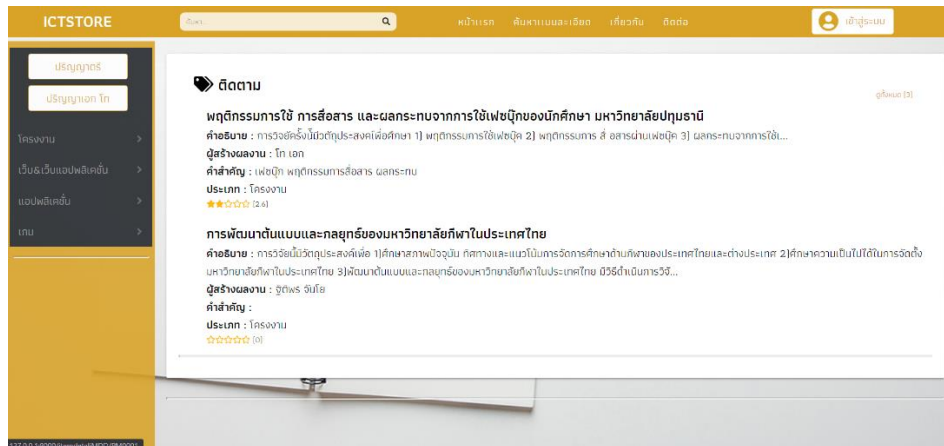 ICTSTORE
ค้นหา...
หน้าแรก ค้นหาแบบละเอียด เกี่ยวกับ ติดต่อ
เข้าสู่ระบบ
ปริญญาตรี
ปริญญาเอก โท
โครงงาน
เว็บ&เว็บแอปพลิเคชั่น
แอปพลิเคชั่น
เกม
ติดตาม
ดูทั้งหมด (3)
พฤติกรรมการใช้ การสื่อสาร และผลกระทบจากการใช้เฟซบุ๊กของนักศึกษา มหาวิทยาลัยปทุมธานี
คำอธิบาย : การวิจัยครั้งนี้มีวัตถุประสงค์เพื่อศึกษา 1) พฤติกรรมการใช้เฟซบุ๊ค 2) พฤติกรรมการ สื่ อสารผ่านเฟซบุ๊ค 3) ผลกระทบจากการใช้เ...
ผู้สร้างผลงาน : โท เอก
คำสำคัญ : เฟซบุ๊ก พฤติกรรมการสื่อสาร ผลกระทบ
ประเภท : โครงงาน
(2.6)
การพัฒนาต้นแบบและกลยุทธ์ของมหาวิทยาลัยกีฬาในประเทศไทย
คำอธิบาย : การวิจัยนี้มีวัตถุประสงค์เพื่อ 1)ศึกษาสภาพปัจจุบัน ทิศทางและแนวโน้มการจัดการศึกษาด้านกีฬาของประเทศไทยและต่างประเทศ 2)ศึกษาความเป็นไปได้ในการจัดตั้ง
มหาวิทยาลัยกีฬาในประเทศไทย 3)พัฒนาต้นแบบและกลยุทธ์ของมหาวิทยาลัยกีฬาในประเทศไทย มีวิธีดำเนินการวิจั...
ผู้สร้างผลงาน : ฐิติพร จันโย
คำสำคัญ :
ประเภท : โครงงาน
(0)